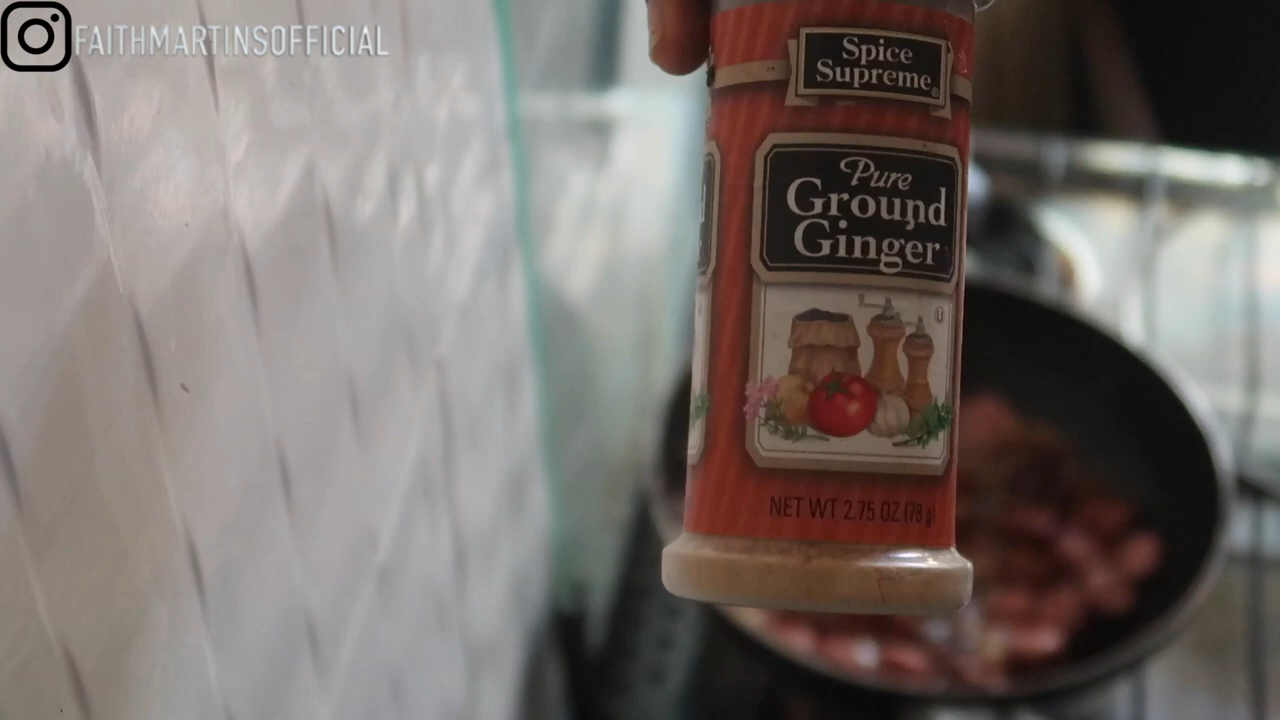 FAITHMARTINSOFFICIAL
Spice
Supreme®
Pure
Ground
Ginger
U
NET WT 2.75 OZ (78 g)